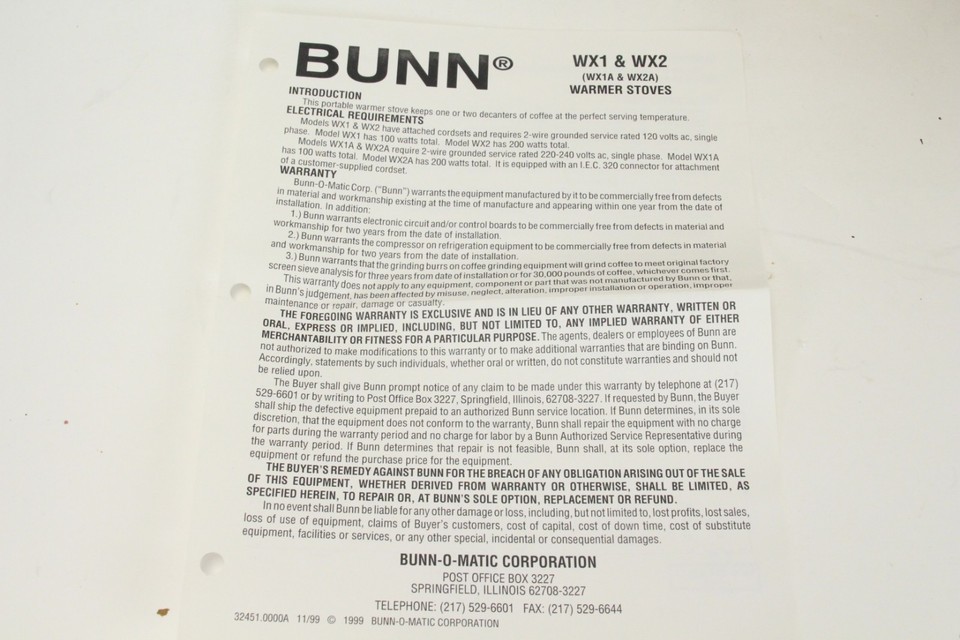 BUNN®
WX1 & WX2
(WX1A & WX2A)
WARMER STOVES
INTRODUCTION
This portable warmer stove keeps one or two decanters of coffee at the perfect serving temperature.
ELECTRICAL REQUIREMENTS
Models WX1 & WX2 have attached cordsets and requires 2-wire grounded service rated 120 volts ac, single
phase. Model WX1 has 100 watts total. Model WX2 has 200 watts total.
Models WX1A & WX2A require 2-wire grounded service rated 220-240 volts ac, single phase. Model WX1A
has 100 watts total. Model WX2A has 200 watts total. It is equipped with an I.E.C. 320 connector for attachment
of a customer-supplied cordset.
WARRANTY
Bunn-O-Matic Corp. ("Bunn") warrants the equipment manufactured by it to be commercially free from defects
in material and workmanship existing at the time of manufacture and appearing within one year from the date of
installation. In addition:
1.) Bunn warrants electronic circuit and/or control boards to be commercially free from defects in material and
workmanship for two years from the date of installation.
2.) Bunn warrants the compressor on refrigeration equipment to be commercially free from defects in material
and workmanship for two years from the date of installation.
3.) Bunn warrants that the grinding burrs on coffee grinding equipment will grind coffee to meet original factory
screen sieve analysis for three years from date of installation or for 30,000 pounds of coffee, whichever comes first.
This warranty does not apply to any equipment, component or part that was not manufactured by Bunn or that,
in Bunn's judgement, has been affected by misuse, neglect, alteration, improper installation or operation, improper
maintenance or repair, damage or casualty.
THE FOREGOING WARRANTY IS EXCLUSIVE AND IS IN LIEU OF ANY OTHER WARRANTY, WRITTEN OR
ORAL, EXPRESS OR IMPLIED, INCLUDING, BUT NOT LIMITED TO, ANY IMPLIED WARRANTY OF EITHER
MERCHANTABILITY OR FITNESS FOR A PARTICULAR PURPOSE. The agents, dealers or employees of Bunn are
not authorized to make modifications to this warranty or to make additional warranties that are binding on Bunn.
Accordingly, statements by such individuals, whether oral or written, do not constitute warranties and should not
be relied upon.
The Buyer shall give Bunn prompt notice of any claim to be made under this warranty by telephone at (217)
529-6601 or by writing to Post Office Box 3227, Springfield, Illinois, 62708-3227. If requested by Bunn, the Buyer
shall ship the defective equipment prepaid to an authorized Bunn service location. If Bunn determines, in its sole
discretion, that the equipment does not conform to the warranty, Bunn shall repair the equipment with no charge
for parts during the warranty period and no charge for labor by a Bunn Authorized Service Representative during
the warranty period. If Bunn determines that repair is not feasible, Bunn shall, at its sole option, replace the
equipment or refund the purchase price for the equipment.
THE BUYER'S REMEDY AGAINST BUNN FOR THE BREACH OF ANY OBLIGATION ARISING OUT OF THE SALE
OF THIS EQUIPMENT, WHETHER DERIVED FROM WARRANTY OR OTHERWISE, SHALL BE LIMITED, AS
SPECIFIED HEREIN, TO REPAIR OR, AT BUNN'S SOLE OPTION, REPLACEMENT OR REFUND.
In no event shall Bunn be liable for any other damage or loss, including, but not limited to, lost profits, lost sales,
loss of use of equipment, claims of Buyer's customers, cost of capital, cost of down time, cost of substitute
equipment, facilities or services, or any other special, incidental or consequential damages.
BUNN-O-MATIC CORPORATION
POST OFFICE BOX 3227
SPRINGFIELD, ILLINOIS 62708-3227
TELEPHONE: (217) 529-6601 FAX: (217) 529-6644
32451.0000A 11/99 © 1999 BUNN-O-MATIC CORPORATION